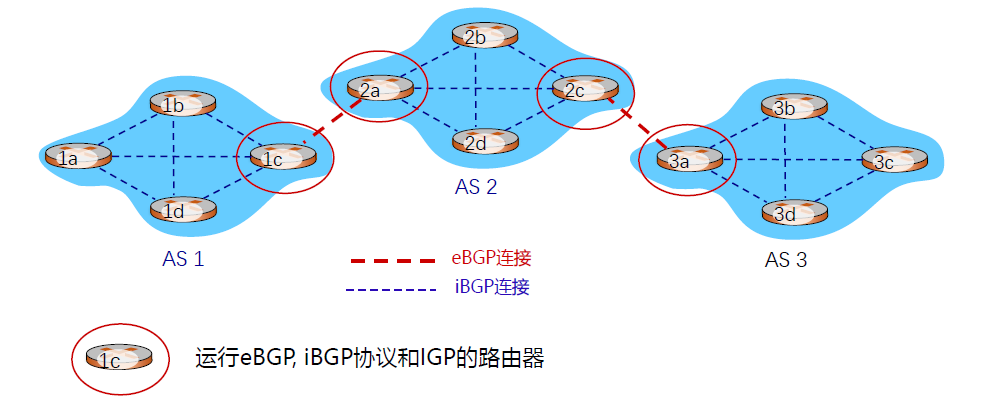 2b
2a
2c
2d
AS 2
1b
1a
1c
1d
AS 1
3b
3a
3c
3d
AS 3
eBGP连接
iBGP连接
1c
运行eBGP, iBGP协议和IGP的路由器